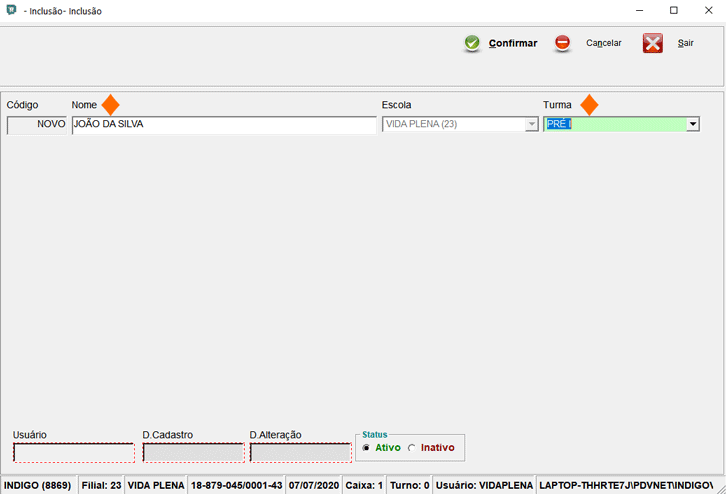 - Inclusão- Inclusão
Confirmar Cancelar Sair
Código Nome Escola Turma
NOVO JOÃO DA SILVA VIDA PLENA (23) PRÉ I
Usuário D.Cadastro D.Alteração Status
Ativo Inativo
INDIGO (8869) Filial: 23 VIDA PLENA 18-879-045/0001-43 07/07/2020 Caixa: 1 Turno: 0 Usuário: VIDAPLENA LAPTOP-THHRTE7J\PDVNET\INDIGO\